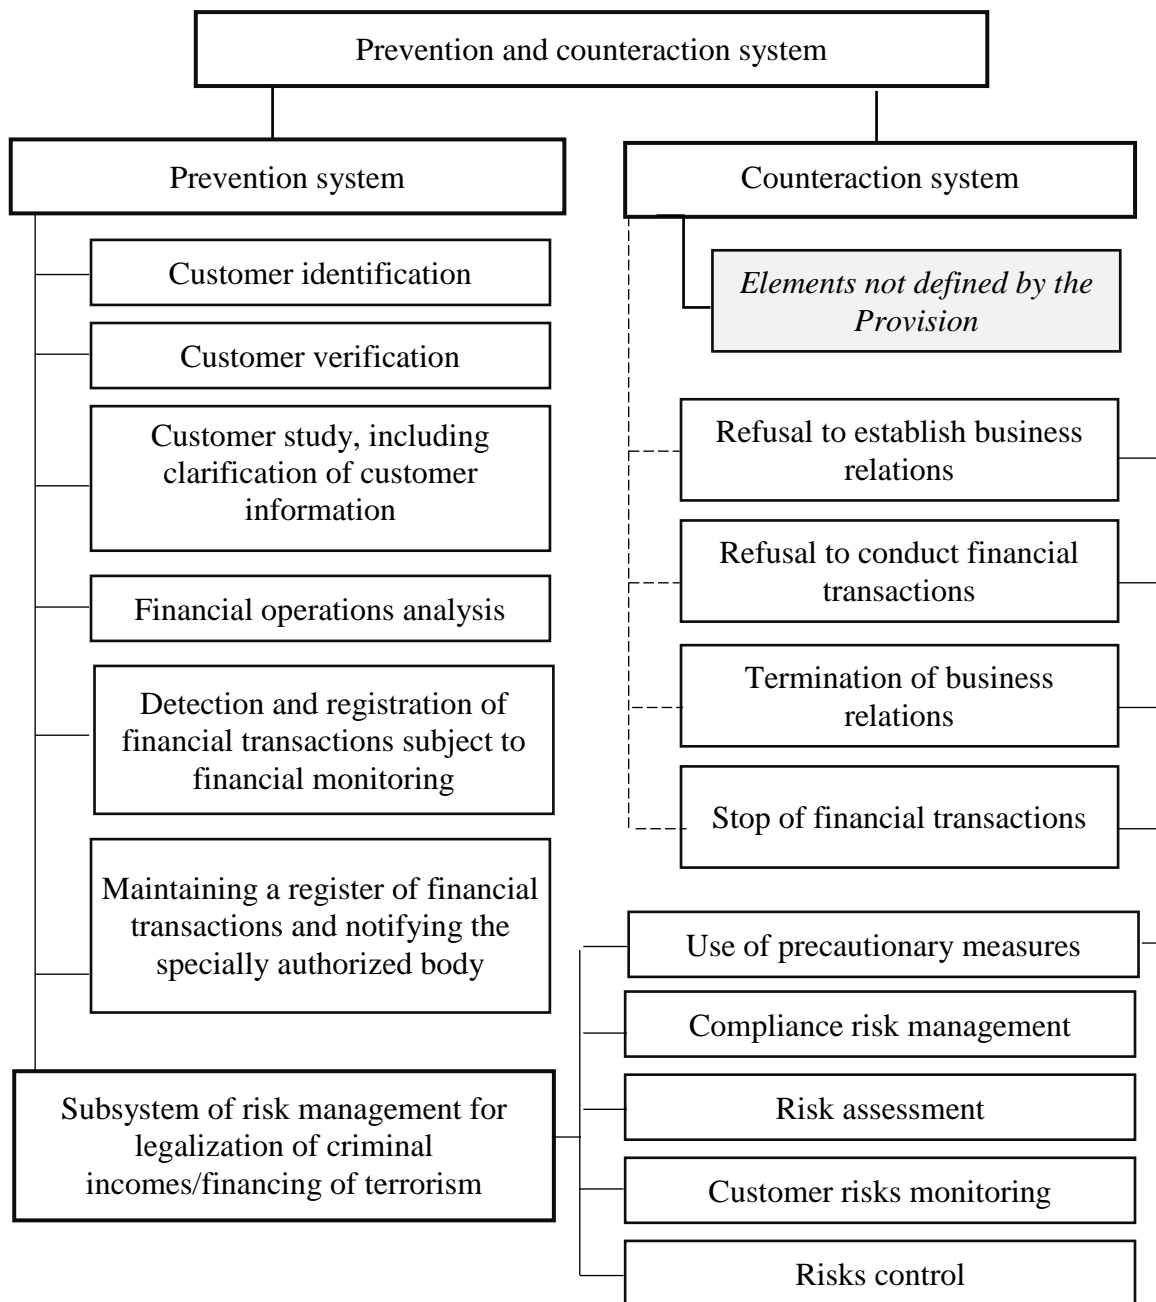 Prevention and counteraction system
Prevention system
Counteraction system
Customer identification
Customer verification
Customer study, including
clarification of customer
information
Financial operations analysis
Detection and registration of
financial transactions subject to
financial monitoring
Maintaining a register of financial
transactions and notifying the
specially authorized body
Subsystem of risk management for
legalization of criminal
incomes/financing of terrorism
Elements not defined by the
Provision
Refusal to establish business
relations
Refusal to conduct financial
transactions
Termination of business
relations
Stop of financial transactions
Use of precautionary measures
Compliance risk management
Risk assessment
Customer risks monitoring
Risks control